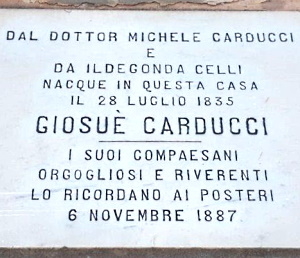 DAL DOTTOR MICHELE CARDUCCI
E
DA ILDEGONDA CELLI
NACQUE IN QUESTA CASA
IL 28 LUGLIO 1835
GIOSUÈ CARDUCCI
I SUOI COMPAESANI
ORGOGLIOSI E RIVERENTI
LO RICORDANO AI POSTERI
6 NOVEMBRE 1887.